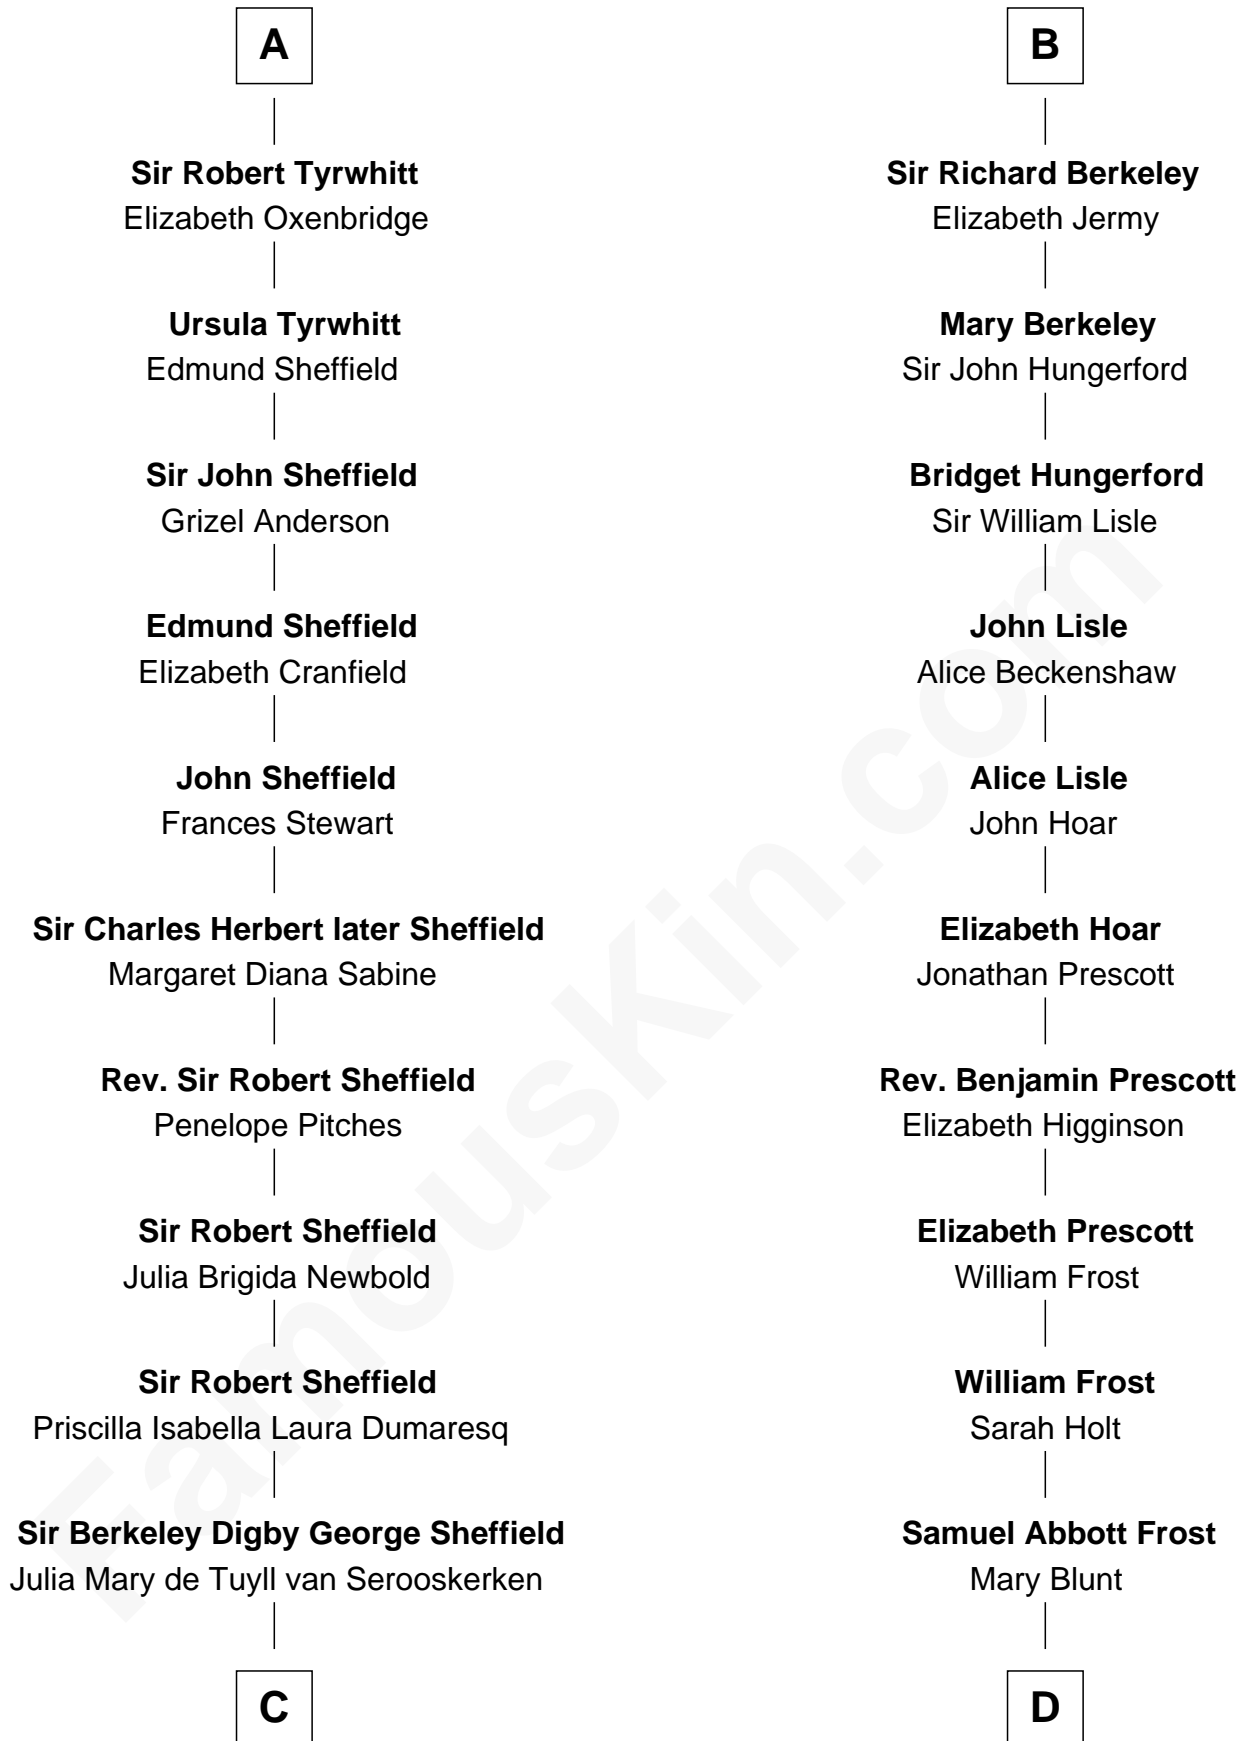 A
Sir Robert Tyrwhitt
Elizabeth Oxenbridge
Ursula Tyrwhitt
Edmund Sheffield
Sir John Sheffield
Grizel Anderson
Edmund Sheffield
Elizabeth Cranfield
John Sheffield
Frances Stewart
Sir Charles Herbert later Sheffield
Margaret Diana Sabine
Rev. Sir Robert Sheffield
Penelope Pitches
Sir Robert Sheffield
Julia Brigida Newbold
Sir Robert Sheffield
Priscilla Isabella Laura Dumaresq
Sir Berkeley Digby George Sheffield
Julia Mary de Tuyll van Serooskerken
C
B
Sir Richard Berkeley
Elizabeth Jermy
Mary Berkeley
Sir John Hungerford
Bridget Hungerford
Sir William Lisle
John Lisle
Alice Beckenshaw
Alice Lisle
John Hoar
Elizabeth Hoar
Jonathan Prescott
Rev. Benjamin Prescott
Elizabeth Higginson
Elizabeth Prescott
William Frost
William Frost
Sarah Holt
Samuel Abbott Frost
Mary Blunt
D
FamousKin.com